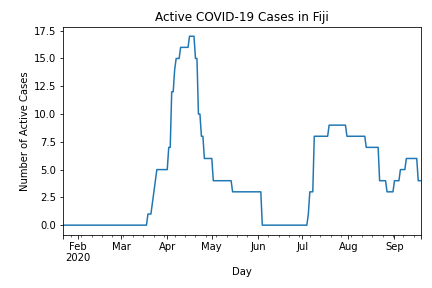 Active COVID-19 Cases in Fiji
Number of Active Cases
17.5
15.0
12.5
10.0
7.5
5.0
2.5
0.0
Feb Mar Apr May Jun Jul Aug Sep
2020
Day